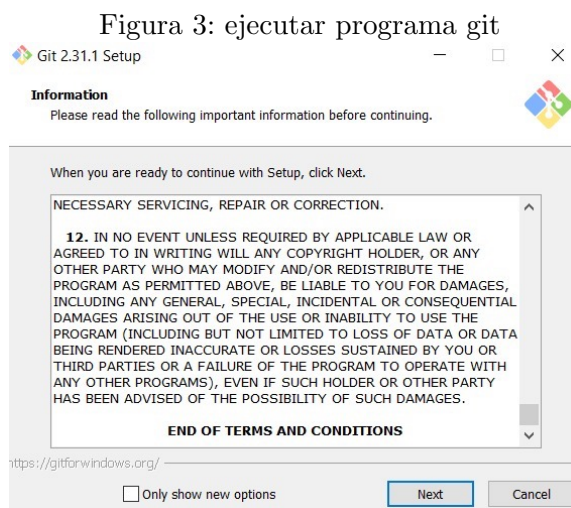 Figura 3: ejecutar programa git
Git 2.31.1 Setup
Information
Please read the following important information before continuing.
When you are ready to continue with Setup, click Next.
NECESSARY SERVICING, REPAIR OR CORRECTION.
12. IN NO EVENT UNLESS REQUIRED BY APPLICABLE LAW OR
AGREED TO IN WRITING WILL ANY COPYRIGHT HOLDER, OR ANY
OTHER PARTY WHO MAY MODIFY AND/OR REDISTRIBUTE THE
PROGRAM AS PERMITTED ABOVE, BE LIABLE TO YOU FOR DAMAGES,
INCLUDING ANY GENERAL, SPECIAL, INCIDENTAL OR CONSEQUENTIAL
DAMAGES ARISING OUT OF THE USE OR INABILITY TO USE THE
PROGRAM (INCLUDING BUT NOT LIMITED TO LOSS OF DATA OR DATA
BEING RENDERED INACCURATE OR LOSSES SUSTAINED BY YOU OR
THIRD PARTIES OR A FAILURE OF THE PROGRAM TO OPERATE WITH
ANY OTHER PROGRAMS), EVEN IF SUCH HOLDER OR OTHER PARTY
HAS BEEN ADVISED OF THE POSSIBILITY OF SUCH DAMAGES.
END OF TERMS AND CONDITIONS
https://gitforwindows.org/
Only show new options
Next
Cancel